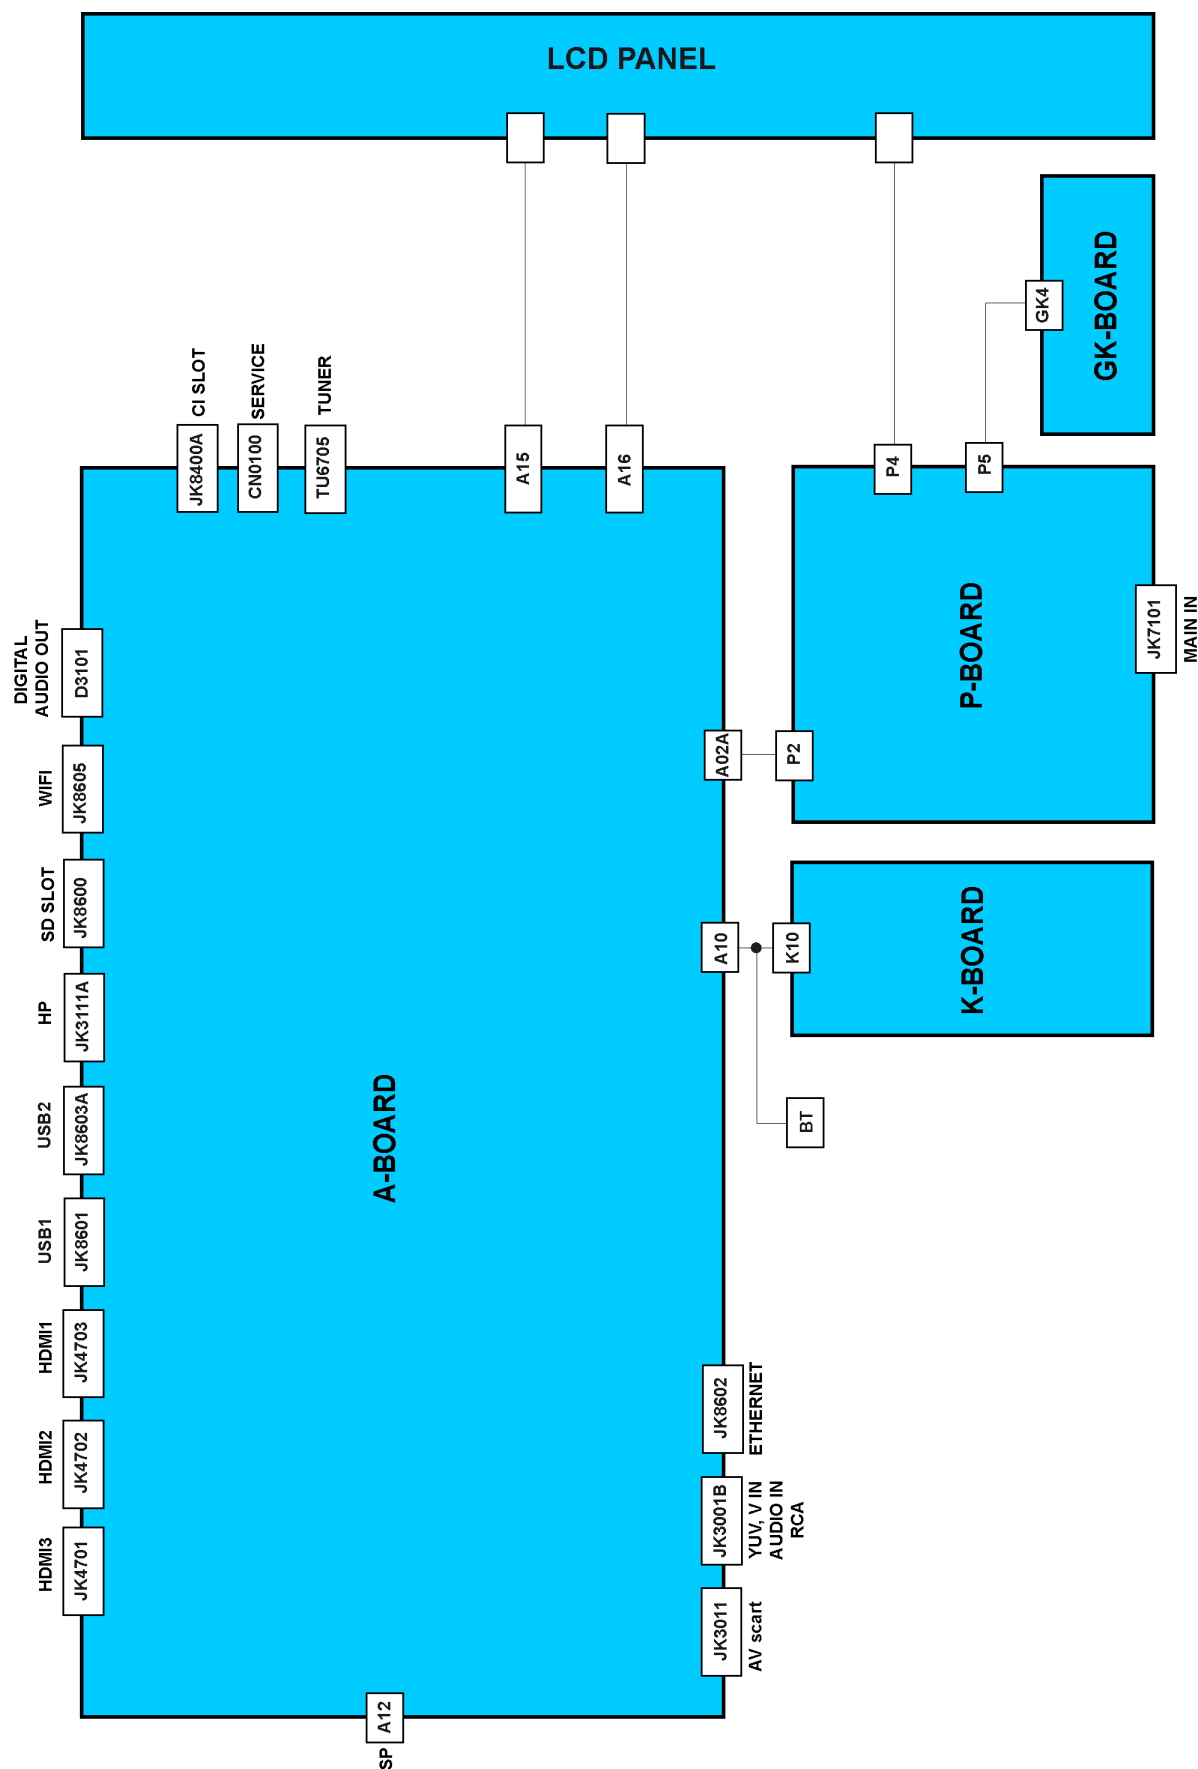 LCD PANEL
GK-BOARD
GK4
CI SLOT
JK8400A
SERVICE
CN0100
TUNER
TU6705
A15
A16
P4
P5
DIGITAL
AUDIO OUT
D3101
WIFI
JK8605
SD SLOT
JK8600
HP
JK3111A
USB2
JK8603A
USB1
JK8601
HDMI1
JK4703
HDMI2
JK4702
HDMI3
JK4701
A-BOARD
P-BOARD
JK7101
MAIN IN
A02A
P2
A10
K10
K-BOARD
BT
JK8602
ETHERNET
JK3001B
YUV, V IN
AUDIO IN
RCA
JK3011
AV scart
A12
SP